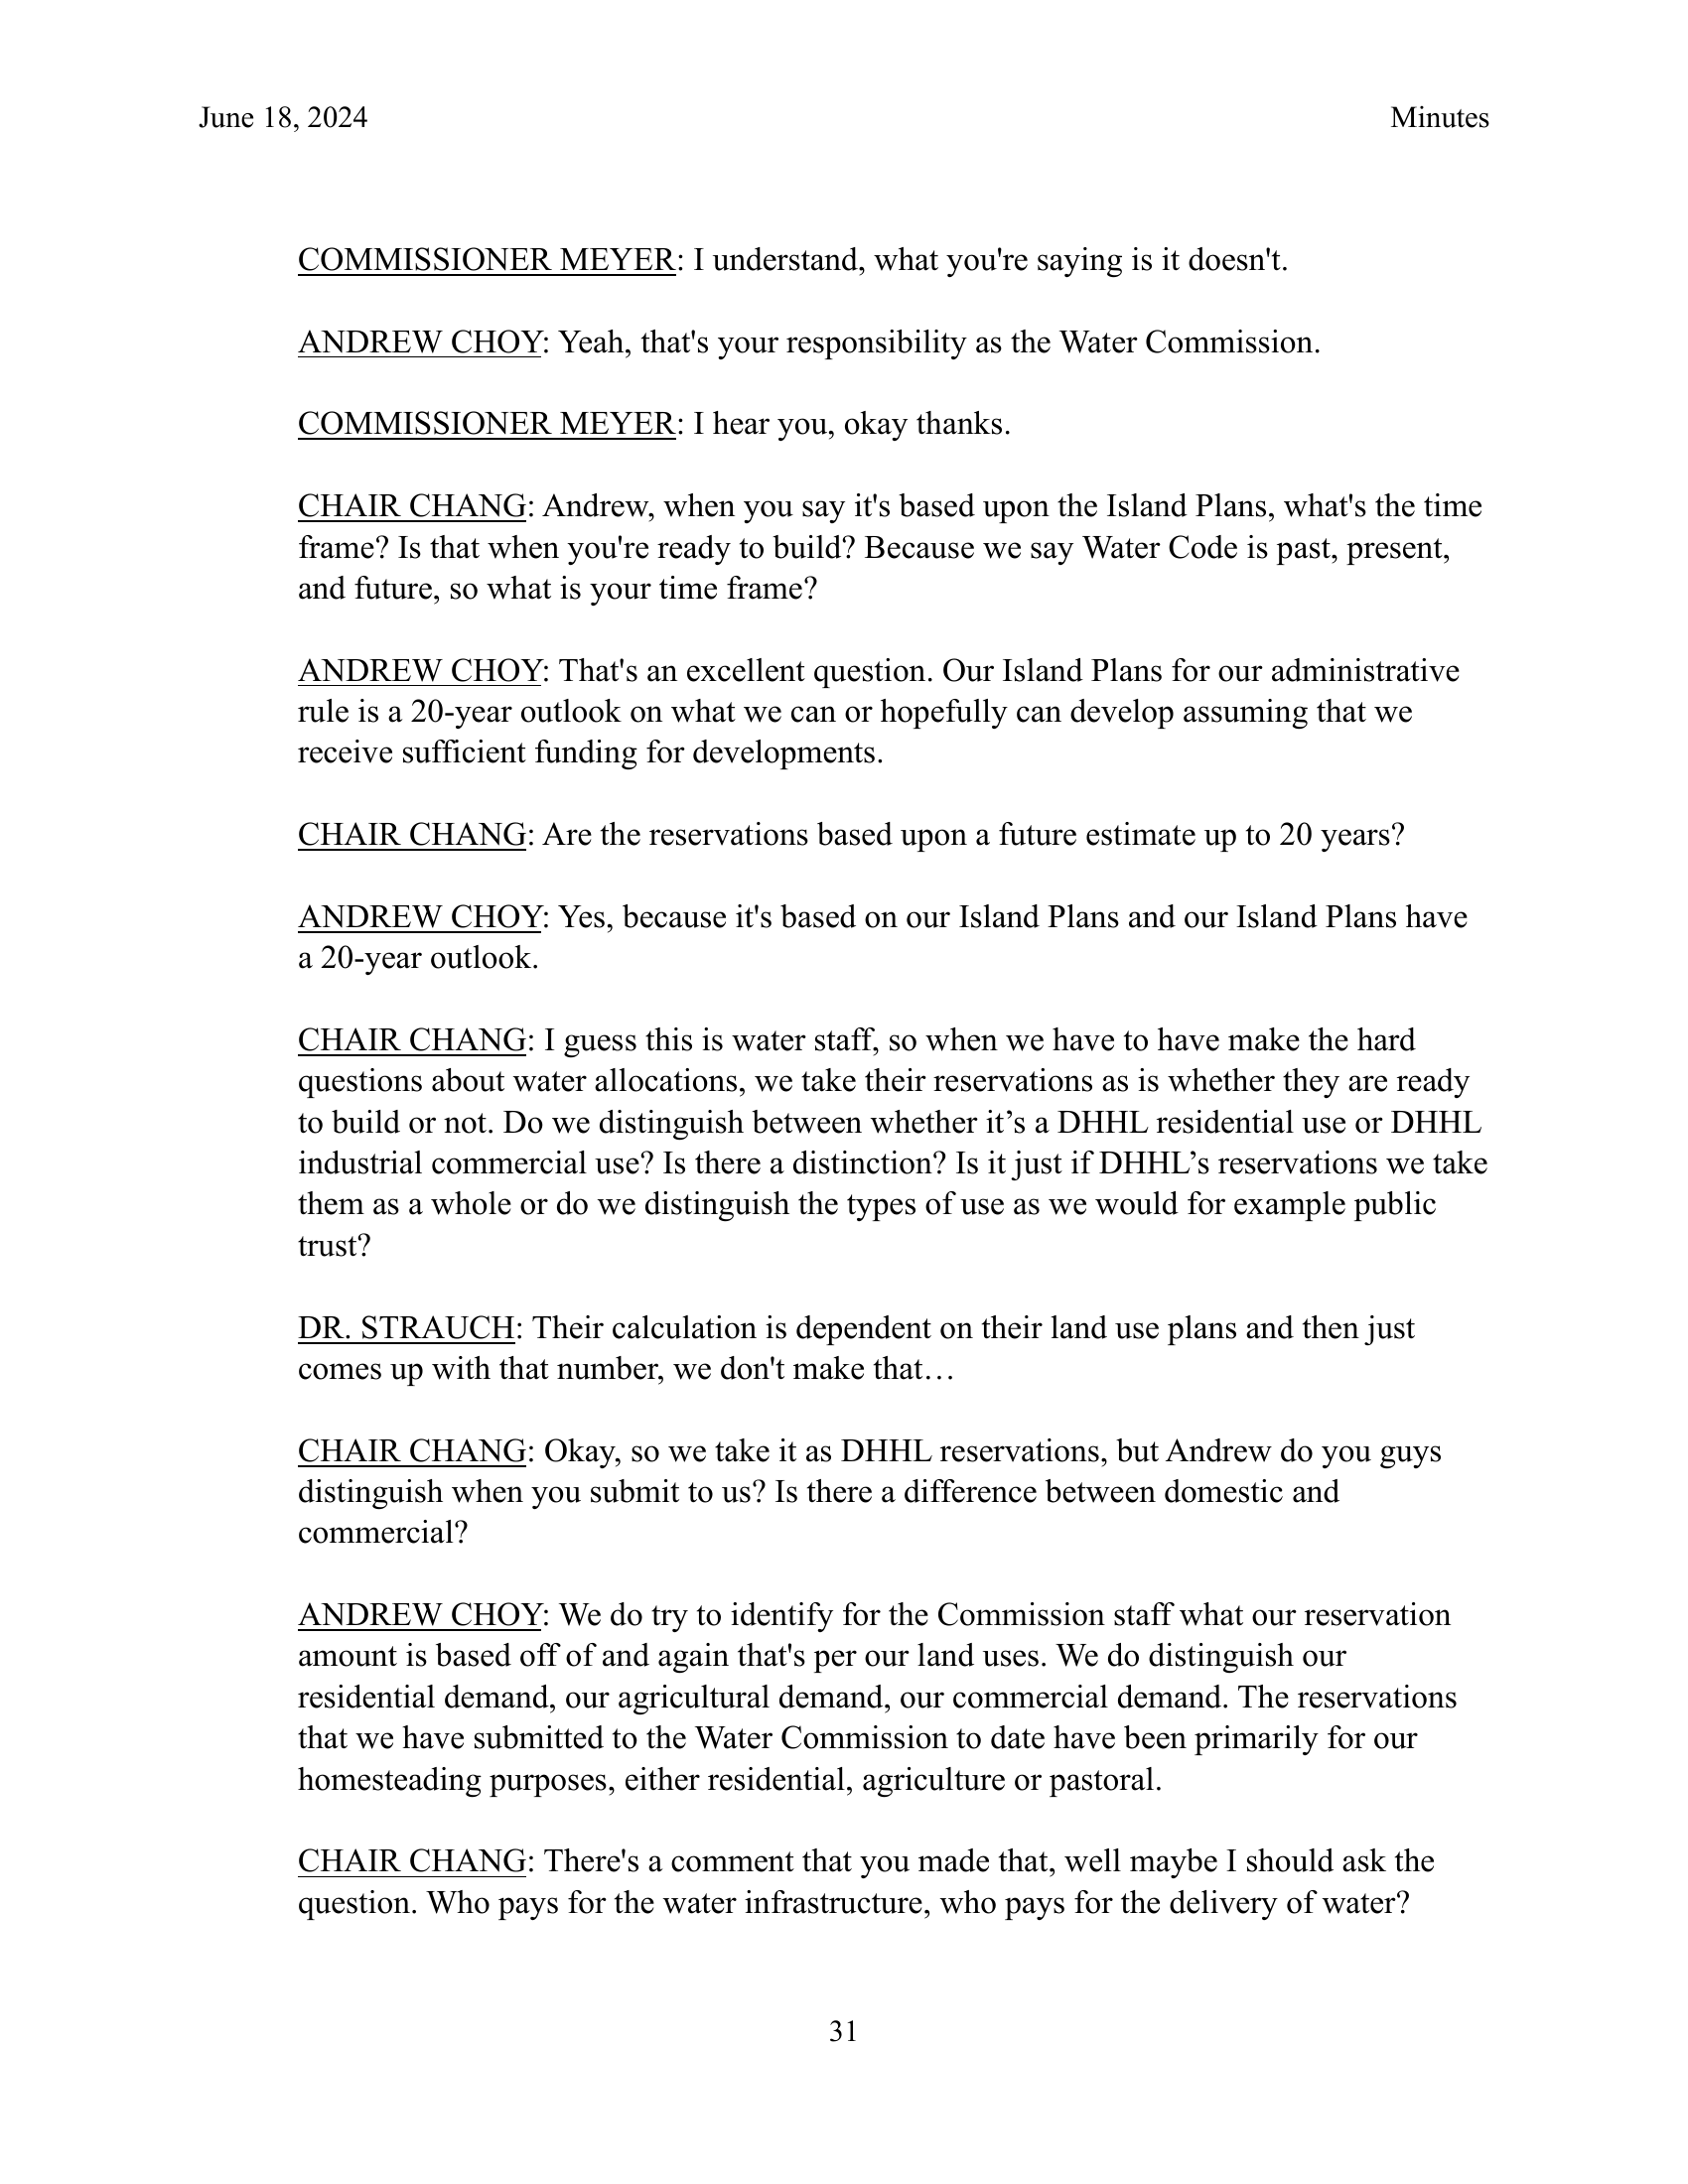 June 18, 2024 Minutes
COMMISSIONER MEYER: I understand, what you're saying is it doesn't.
ANDREW CHOY: Yeah, that's your responsibility as the Water Commission.
COMMISSIONER MEYER: I hear you, okay thanks.
CHAIR CHANG: Andrew, when you say it's based upon the Island Plans, what's the time
frame? Is that when you're ready to build? Because we say Water Code is past, present,
and future, so what is your time frame?
ANDREW CHOY: That's an excellent question. Our Island Plans for our administrative
rule is a 20-year outlook on what we can or hopefully can develop assuming that we
receive sufficient funding for developments.
CHAIR CHANG: Are the reservations based upon a future estimate up to 20 years?
ANDREW CHOY: Yes, because it's based on our Island Plans and our Island Plans have
a 20-year outlook.
CHAIR CHANG: I guess this is water staff, so when we have to have make the hard
questions about water allocations, we take their reservations as is whether they are ready
to build or not. Do we distinguish between whether it’s a DHHL residential use or DHHL
industrial commercial use? Is there a distinction? Is it just if DHHL’s reservations we take
them as a whole or do we distinguish the types of use as we would for example public
trust?
DR. STRAUCH: Their calculation is dependent on their land use plans and then just
comes up with that number, we don't make that…
CHAIR CHANG: Okay, so we take it as DHHL reservations, but Andrew do you guys
distinguish when you submit to us? Is there a difference between domestic and
commercial?
ANDREW CHOY: We do try to identify for the Commission staff what our reservation
amount is based off of and again that's per our land uses. We do distinguish our
residential demand, our agricultural demand, our commercial demand. The reservations
that we have submitted to the Water Commission to date have been primarily for our
homesteading purposes, either residential, agriculture or pastoral.
CHAIR CHANG: There's a comment that you made that, well maybe I should ask the
question. Who pays for the water infrastructure, who pays for the delivery of water?
31